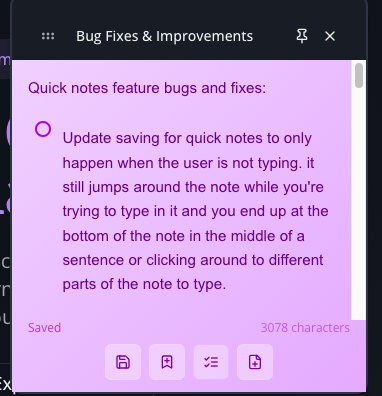 Bug Fixes & Improvements
Quick notes feature bugs and fixes:
Update saving for quick notes to only
happen when the user is not typing. it
still jumps around the note while you're
trying to type in it and you end up at the
bottom of the note in the middle of a
sentence or clicking around to different
parts of the note to type.
Saved
3078 characters